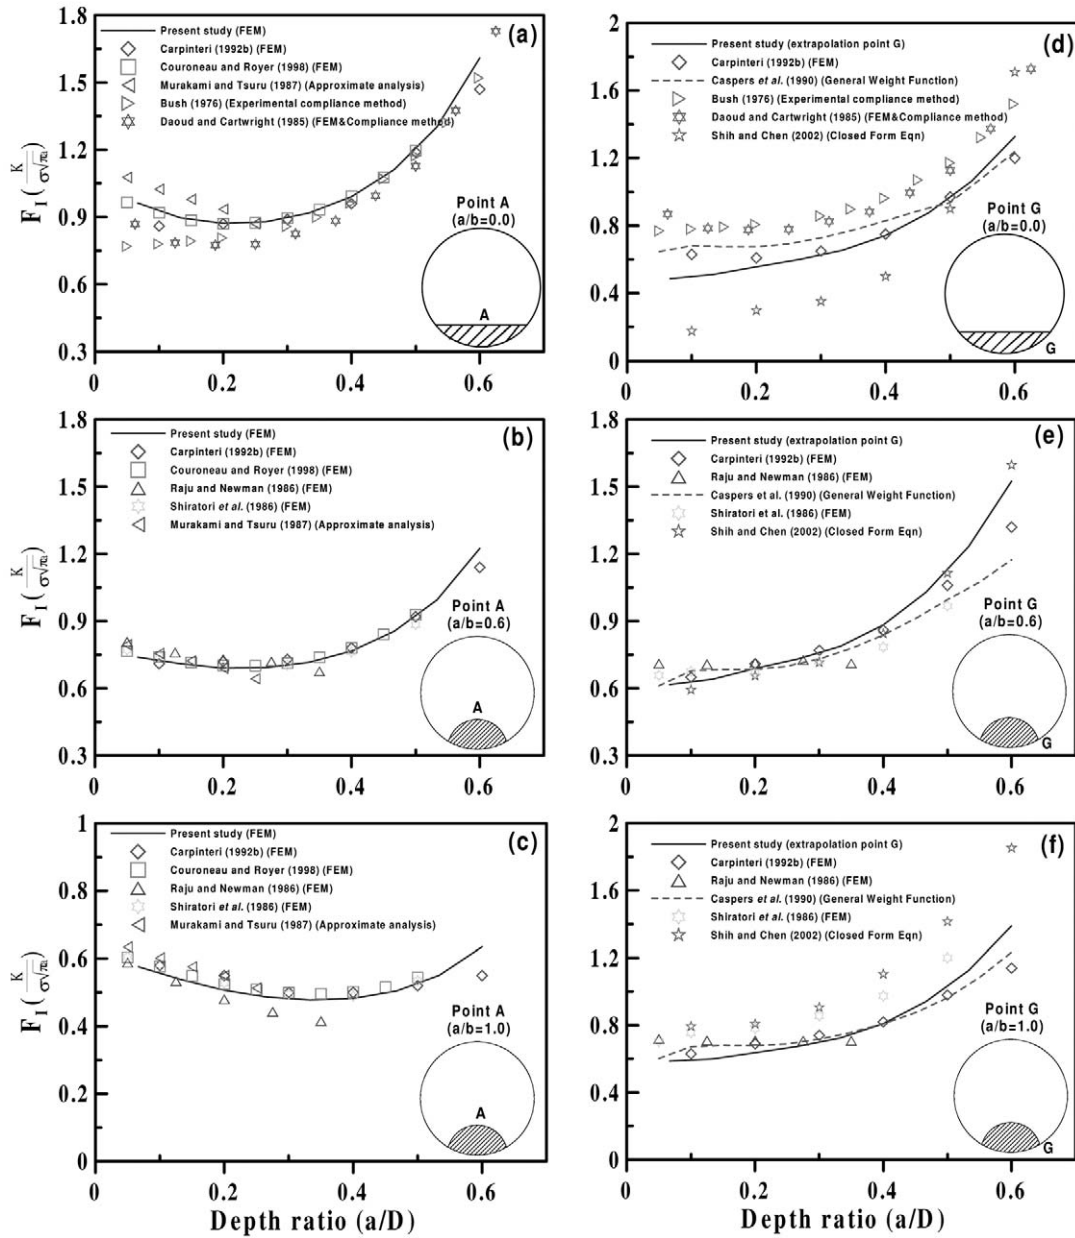 1.8
1.5
1.2
0.9
0.6
0.3
F_I (K/σ√πa)
(a)
Present study (FEM)
Carpinteri (1992b) (FEM)
Couroneau and Royer (1998) (FEM)
Murakami and Tsuru (1987) (Approximate analysis)
Bush (1976) (Experimental compliance method)
Daoud and Cartwright (1985) (FEM&Compliance method)
Point A
(a/b=0.0)
A
0 0.2 0.4 0.6
2
1.6
1.2
0.8
0.4
0
(d)
Present study (extrapolation point G)
Carpinteri (1992b) (FEM)
Caspers et al. (1990) (General Weight Function)
Bush (1976) (Experimental compliance method)
Daoud and Cartwright (1985) (FEM&Compliance method)
Shih and Chen (2002) (Closed Form Eqn)
Point G
(a/b=0.0)
G
0 0.2 0.4 0.6
1.8
1.5
1.2
0.9
0.6
0.3
F_I (K/σ√πa)
(b)
Present study (FEM)
Carpinteri (1992b) (FEM)
Couroneau and Royer (1998) (FEM)
Raju and Newman (1986) (FEM)
Shiratori et al. (1986) (FEM)
Murakami and Tsuru (1987) (Approximate analysis)
Point A
(a/b=0.6)
A
0 0.2 0.4 0.6
1.8
1.5
1.2
0.9
0.6
0.3
(e)
Present study (extrapolation point G)
Carpinteri (1992b) (FEM)
Raju and Newman (1986) (FEM)
Caspers et al. (1990) (General Weight Function)
Shiratori et al. (1986) (FEM)
Shih and Chen (2002) (Closed Form Eqn)
Point G
(a/b=0.6)
G
0 0.2 0.4 0.6
1
0.8
0.6
0.4
0.2
0
F_I (K/σ√πa)
(c)
Present study (FEM)
Carpinteri (1992b) (FEM)
Couroneau and Royer (1998) (FEM)
Raju and Newman (1986) (FEM)
Shiratori et al. (1986) (FEM)
Murakami and Tsuru (1987) (Approximate analysis)
Point A
(a/b=1.0)
A
0 0.2 0.4 0.6
Depth ratio (a/D)
2
1.6
1.2
0.8
0.4
0
(f)
Present study (extrapolation point G)
Carpinteri (1992b) (FEM)
Raju and Newman (1986) (FEM)
Caspers et al. (1990) (General Weight Function)
Shiratori et al. (1986) (FEM)
Shih and Chen (2002) (Closed Form Eqn)
Point G
(a/b=1.0)
G
0 0.2 0.4 0.6
Depth ratio (a/D)